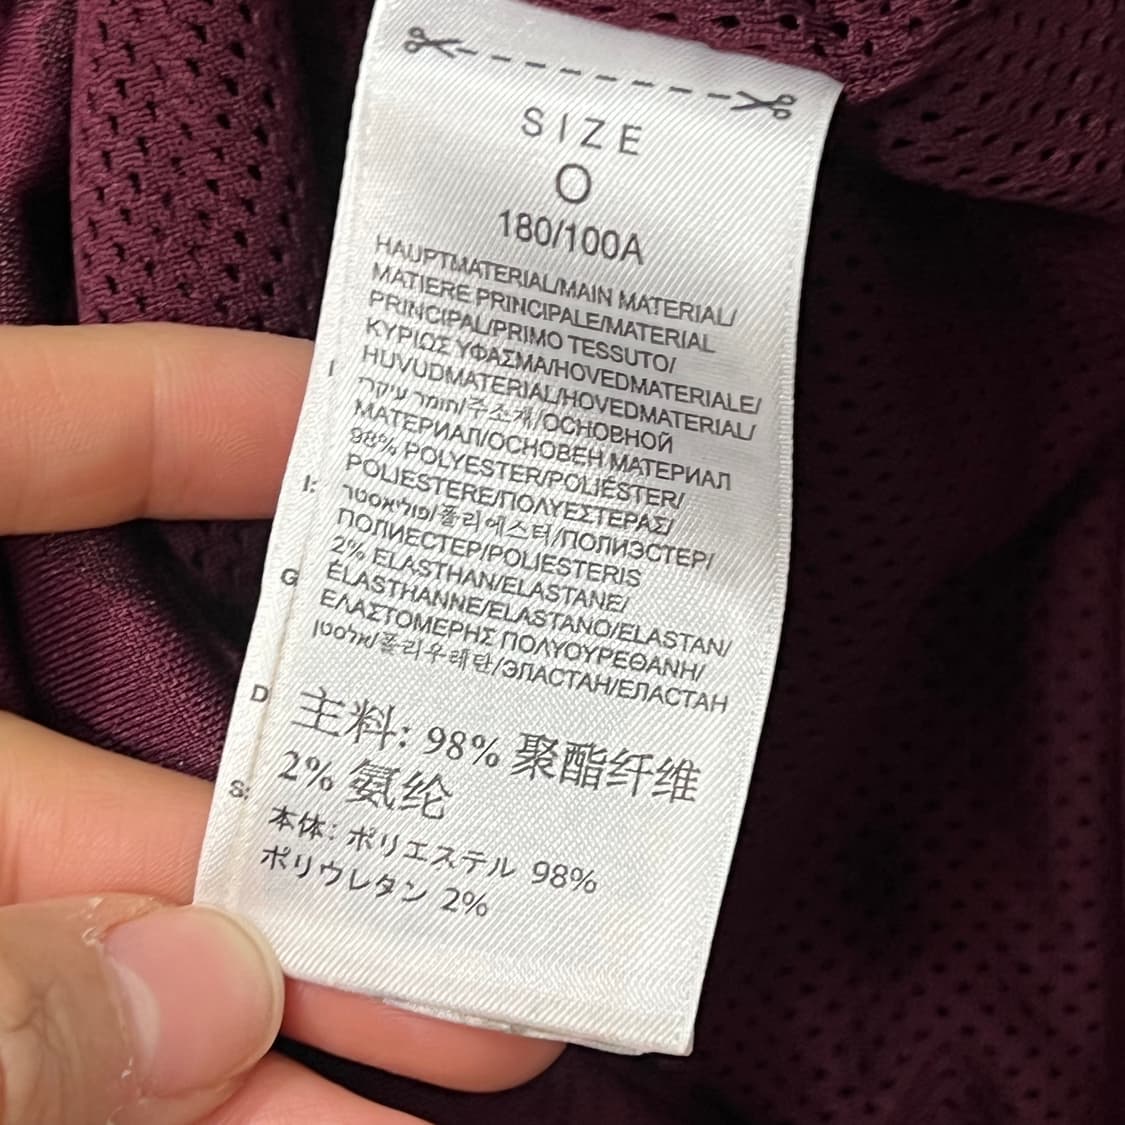 SIZE
O
180/100A
HAUPTMATERIAL/MAIN MATERIAL/
MATIERE PRINCIPALE/MATERIAL
PRINCIPAL/PRIMO TESSUTO/
ΚΥΡΙΩΣ ΥΦΑΣΜΑ/HOVEDMATERIALE/
HUVUDMATERIAL/HOVEDMATERIAL/
חומר עיקרי/주소재/ОСНОВНОЙ
МАТЕРИАЛ/ОСНОВЕН МАТЕРИАЛ
98% POLYESTER/POLIÉSTER/
POLIESTERE/ΠΟΛΥΕΣΤΕΡΑΣ/
פוליאסטר/폴리에스터/ПОЛИЭСТЕР/
ПОЛИЕСТЕР/POLIESTERIS
2% ELASTHAN/ELASTANE/
ÉLASTHANNE/ELASTANO/ELASTAN/
ΕΛΑΣΤΟΜΕΡΗΣ ΠΟΛΥΟΥΡΕΘΑΝΗ/
אלסטן/폴리우레탄/ЭЛАСТАН/ЕЛАСТАН
主料: 98% 聚酯纤维
2% 氨纶
本体: ポリエステル 98%
ポリウレタン 2%
I
I:
G
D
S: